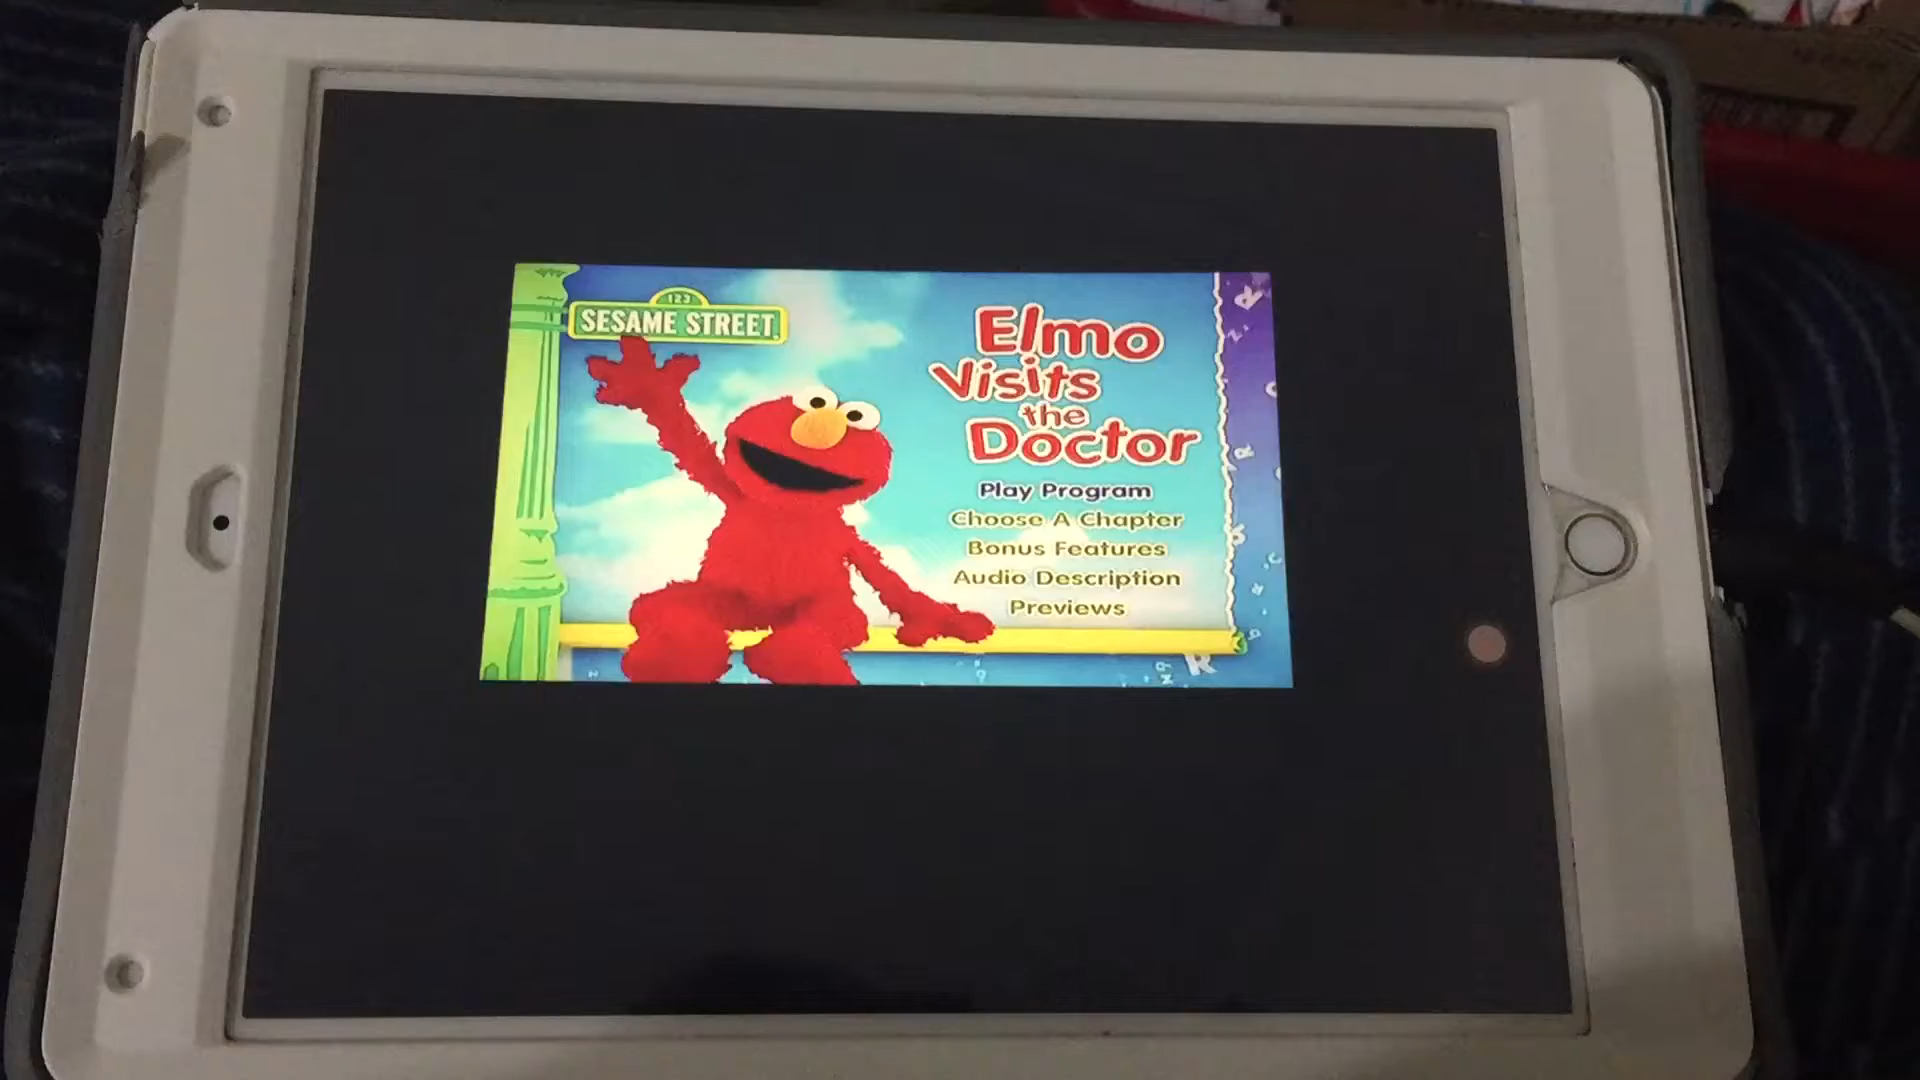 123
SESAME STREET
Elmo
Visits
the
Doctor
Play Program
Choose A Chapter
Bonus Features
Audio Description
Previews